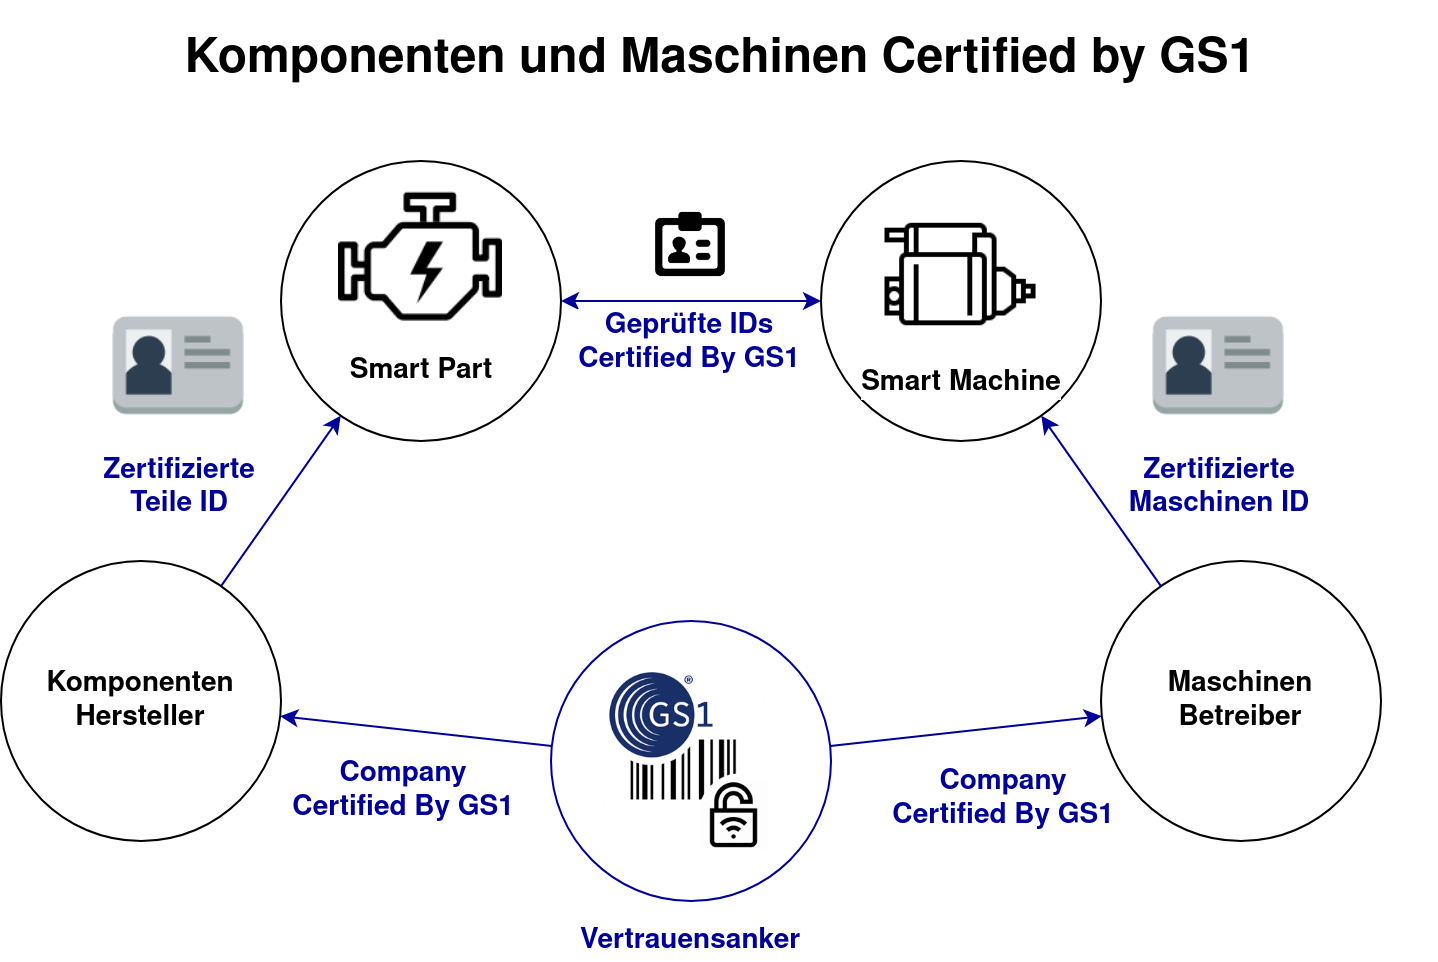 Komponenten und Maschinen Certified by GS1
Smart Part
Geprüfte IDs
Certified By GS1
Smart Machine
Zertifizierte
Teile ID
Zertifizierte
Maschinen ID
Komponenten
Hersteller
GS1®
Maschinen
Betreiber
Company
Certified By GS1
Company
Certified By GS1
Vertrauensanker